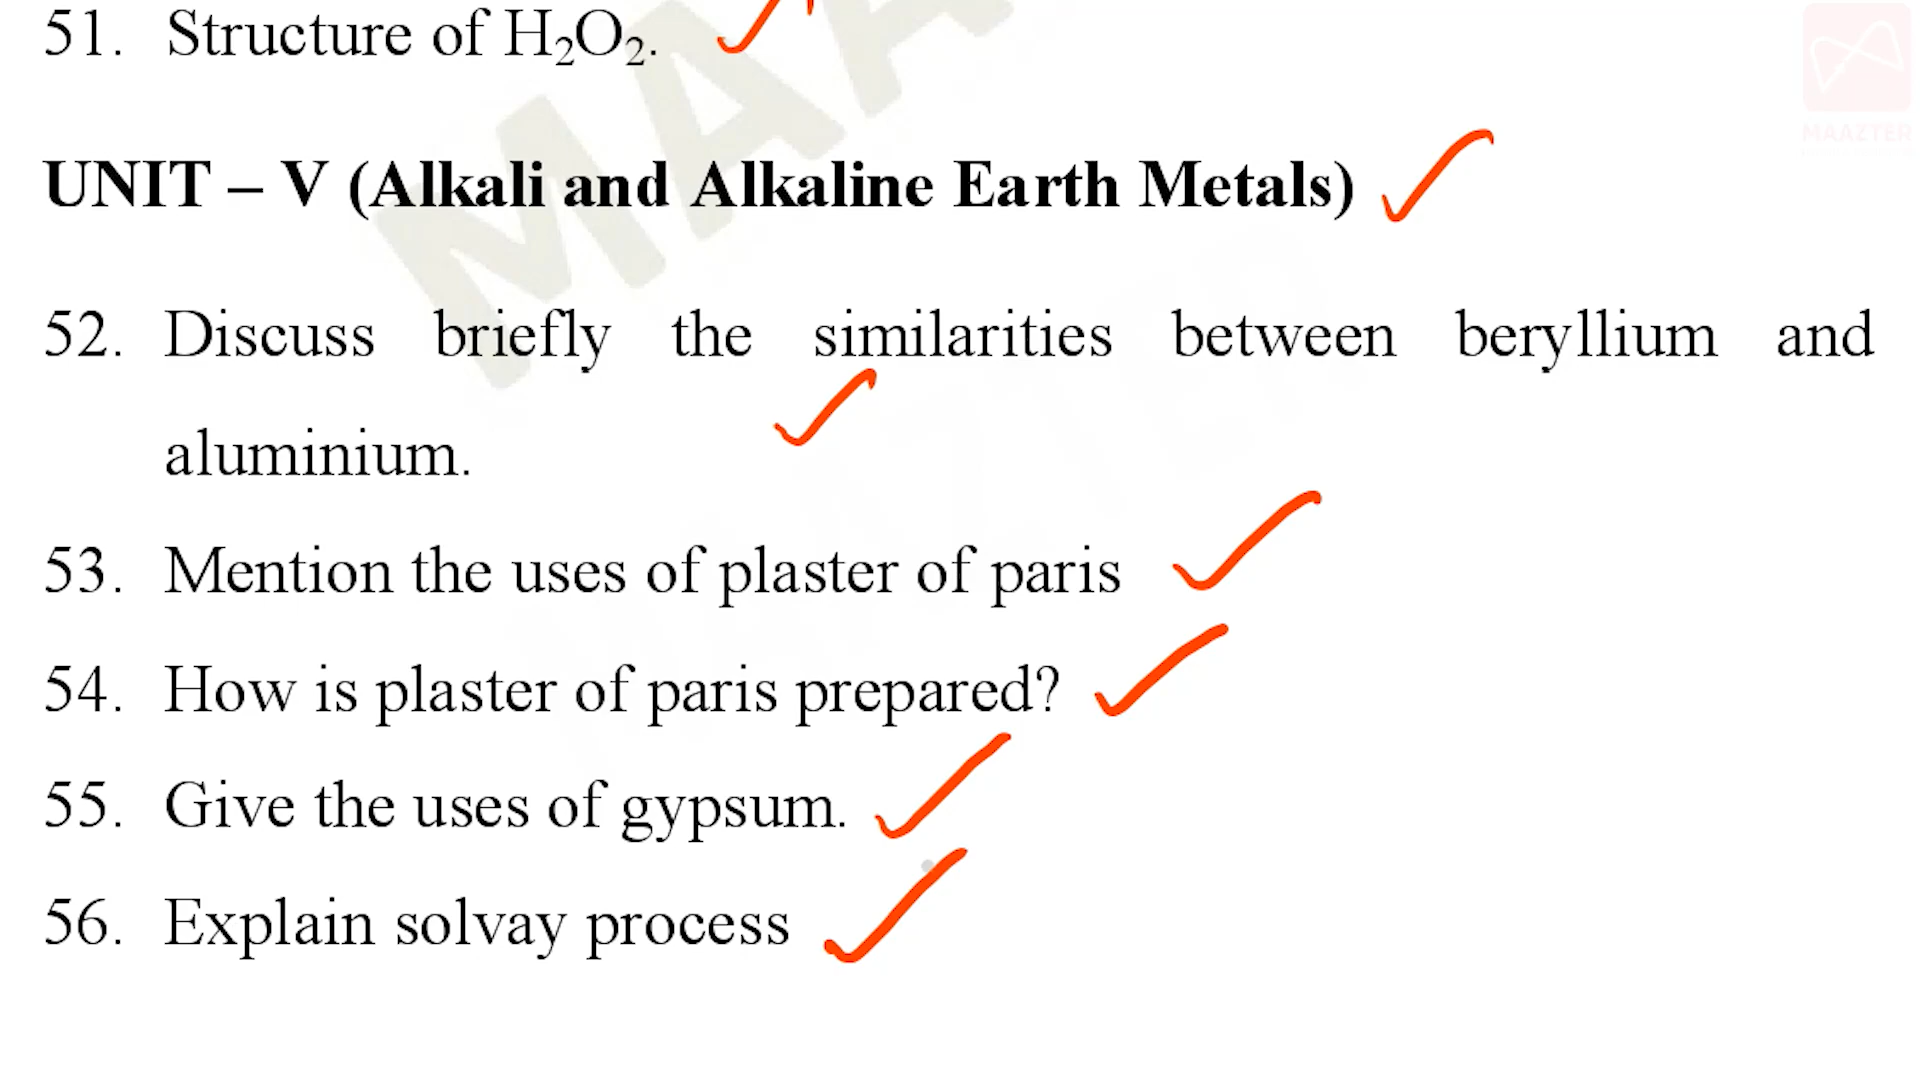 51. Structure of H₂O₂.
MAAZTER
UNIT – V (Alkali and Alkaline Earth Metals)
52. Discuss briefly the similarities between beryllium and
aluminium.
53. Mention the uses of plaster of paris
54. How is plaster of paris prepared?
55. Give the uses of gypsum.
56. Explain solvay process